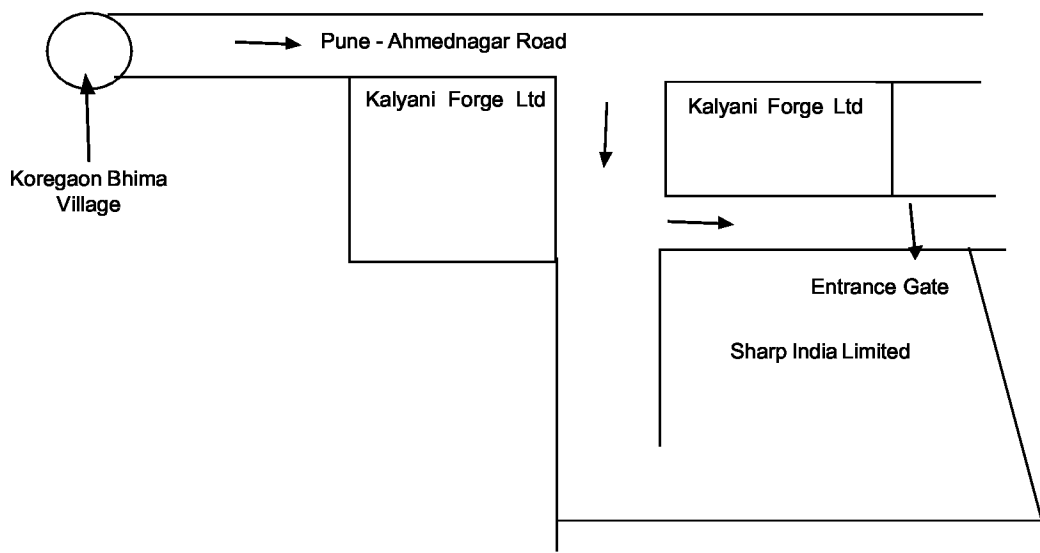 Pune - Ahmednagar Road
Kalyani Forge Ltd
Kalyani Forge Ltd
Koregaon Bhima
Village
Entrance Gate
Sharp India Limited